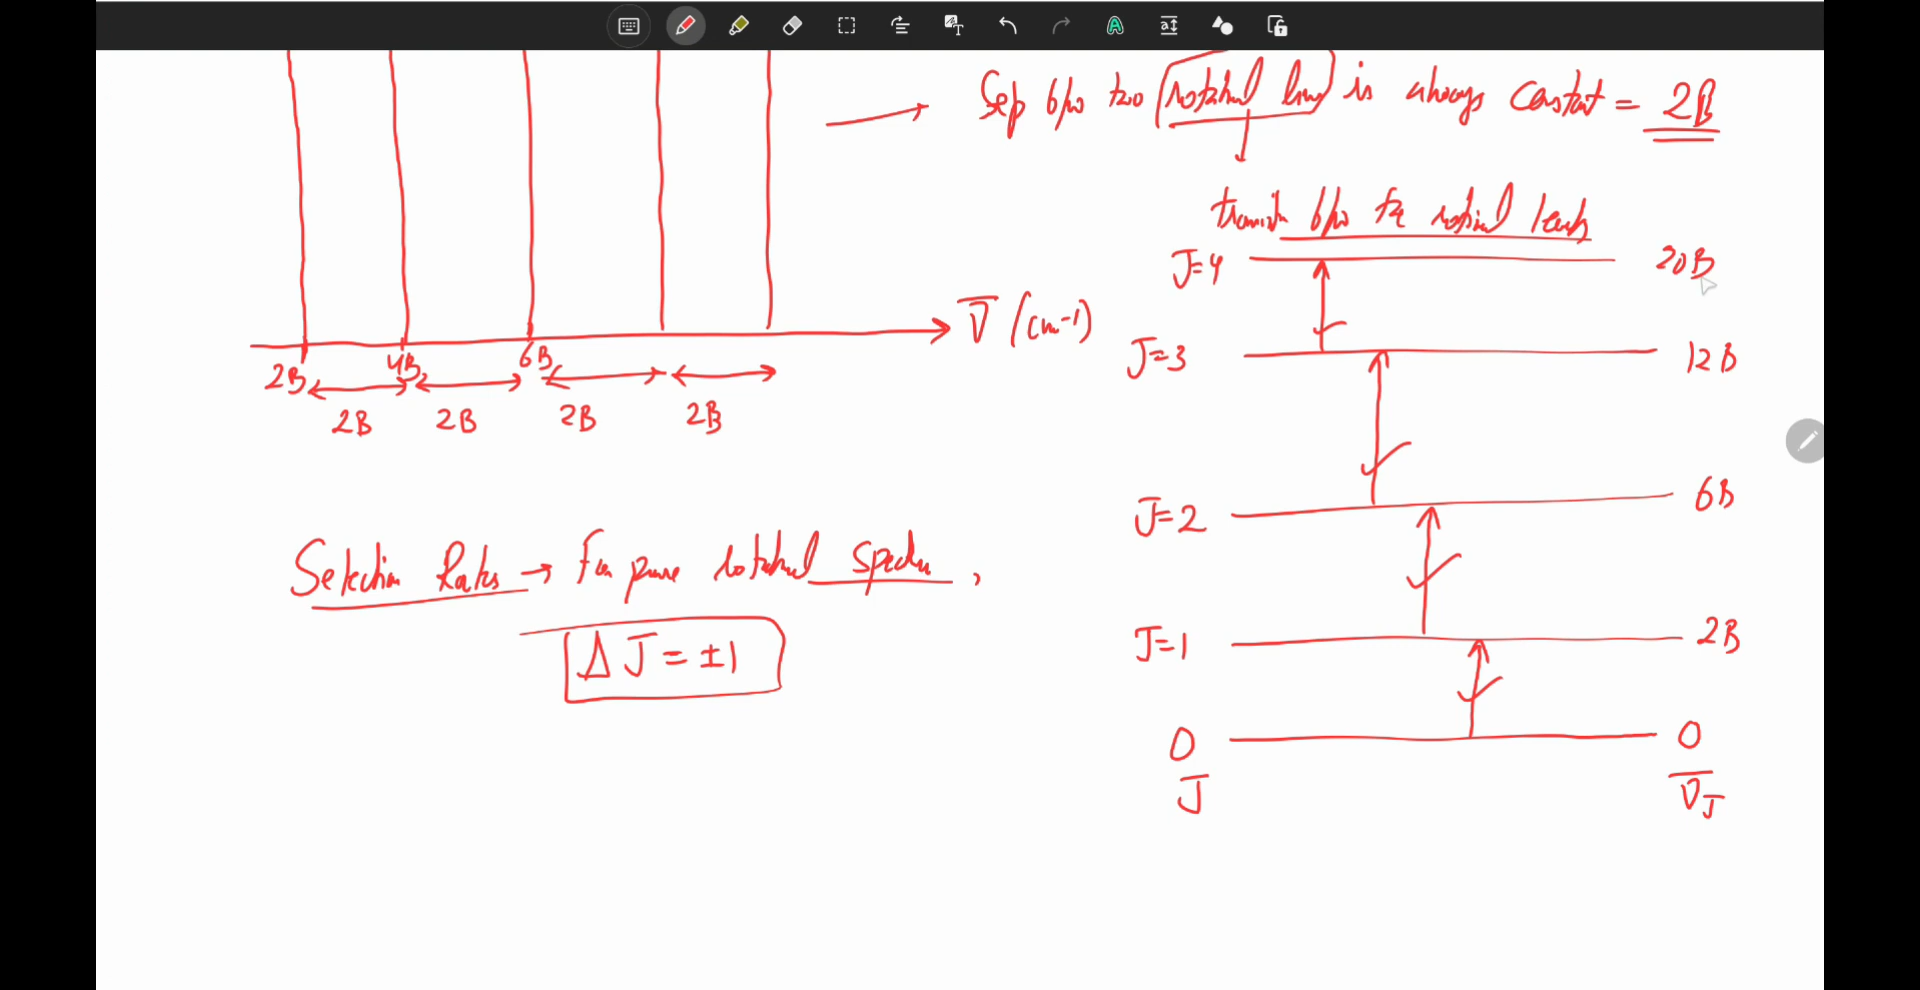 Sep b/w two rotational lines is always constant = 2B
transition b/w the rotational levels
J=4 20B
ν̅ (cm-1)
J=3 12B
2B 4B 6B
2B 2B 2B 2B
J=2 6B
Selection Rules → For pure rotational spectra,
ΔJ = ±1
J=1 2B
0 0
J ν̅J